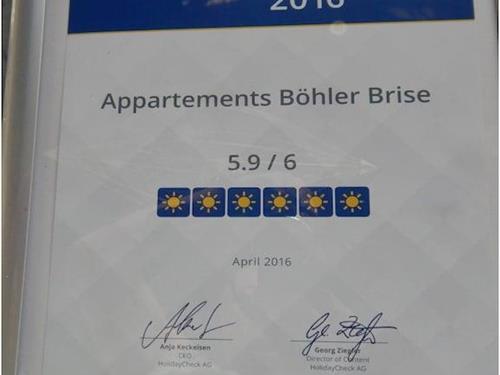 2016
Appartements Böhler Brise
5.9 / 6
April 2016
Anja Keckeisen
CEO
HolidayCheck AG
Georg Ziegler
Director of Content
HolidayCheck AG